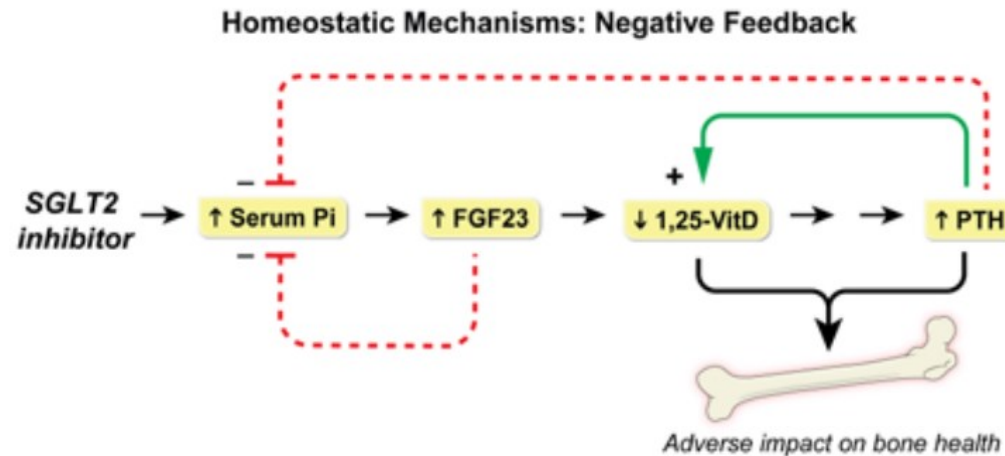 Homeostatic Mechanisms: Negative Feedback
SGLT2
inhibitor
–
↑ Serum Pi
–
↑ FGF23
+
↓ 1,25-VitD
↑ PTH
Adverse impact on bone health